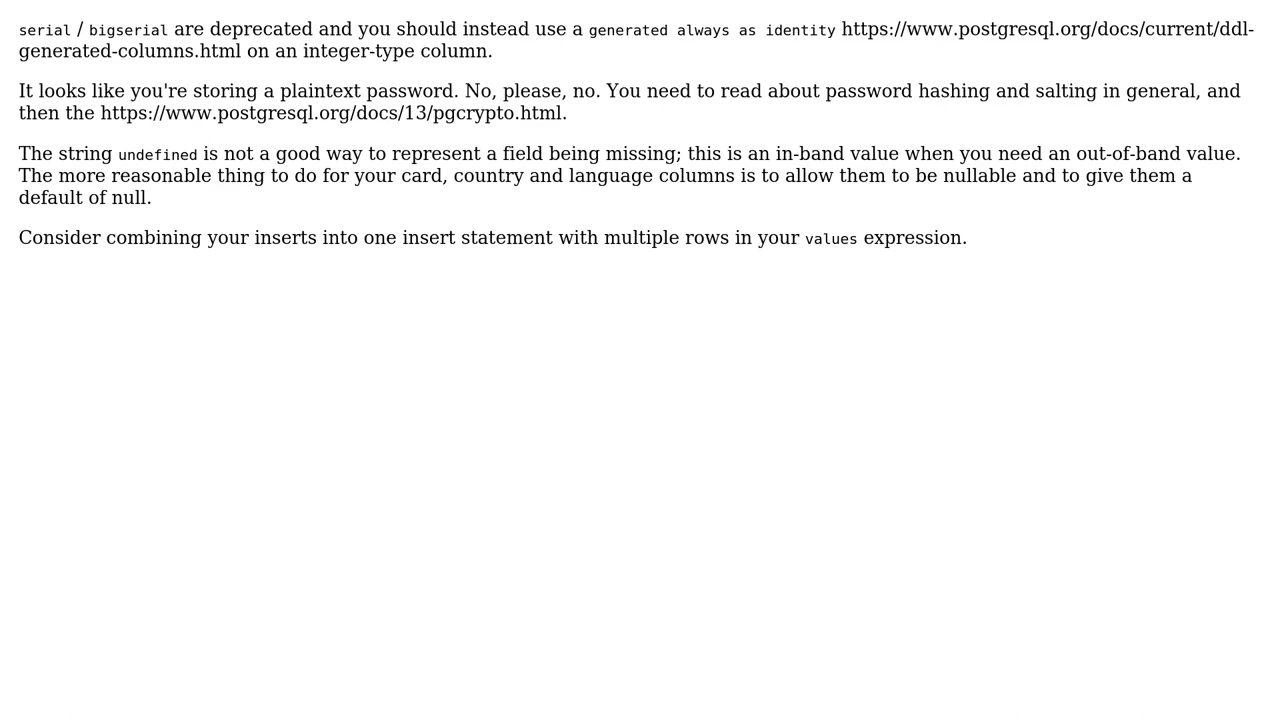 serial / bigserial are deprecated and you should instead use a generated always as identity https://www.postgresql.org/docs/current/ddl-
generated-columns.html on an integer-type column.
It looks like you're storing a plaintext password. No, please, no. You need to read about password hashing and salting in general, and
then the https://www.postgresql.org/docs/13/pgcrypto.html.
The string undefined is not a good way to represent a field being missing; this is an in-band value when you need an out-of-band value.
The more reasonable thing to do for your card, country and language columns is to allow them to be nullable and to give them a
default of null.
Consider combining your inserts into one insert statement with multiple rows in your values expression.